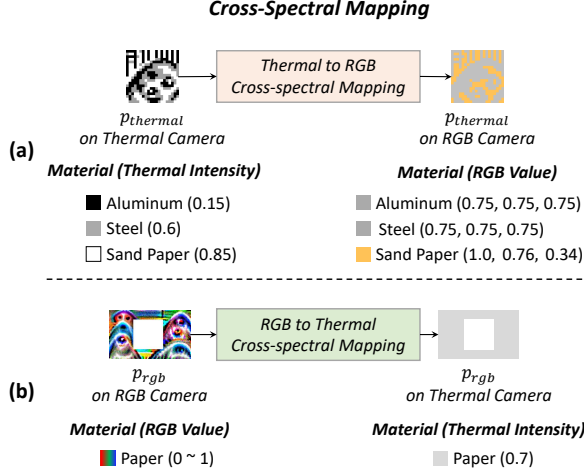 Cross-Spectral Mapping
Thermal to RGB
Cross-spectral Mapping
p_thermal
on Thermal Camera
p_thermal
on RGB Camera
(a)
Material (Thermal Intensity)
Aluminum (0.15)
Steel (0.6)
Sand Paper (0.85)
Material (RGB Value)
Aluminum (0.75, 0.75, 0.75)
Steel (0.75, 0.75, 0.75)
Sand Paper (1.0, 0.76, 0.34)
RGB to Thermal
Cross-spectral Mapping
p_rgb
on RGB Camera
p_rgb
on Thermal Camera
(b)
Material (RGB Value)
Paper (0 ~ 1)
Material (Thermal Intensity)
Paper (0.7)